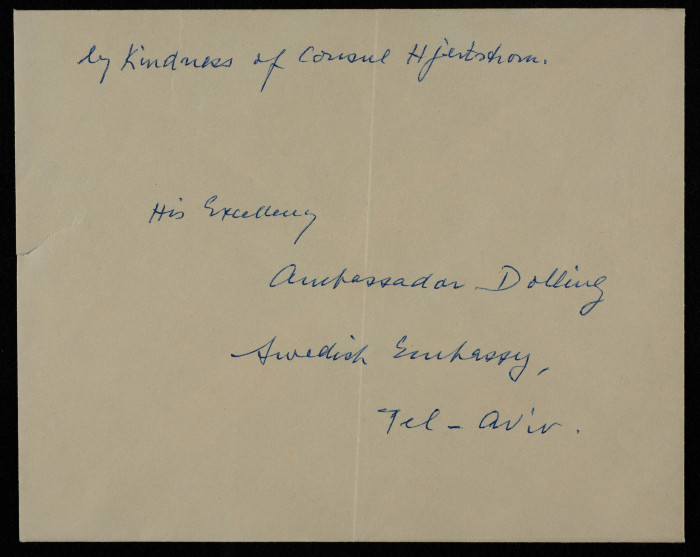 by Kindness of Consul Hjertstrom.
His Excellency
Ambassador Dolling
Swedish Embassy,
Tel-Aviv.